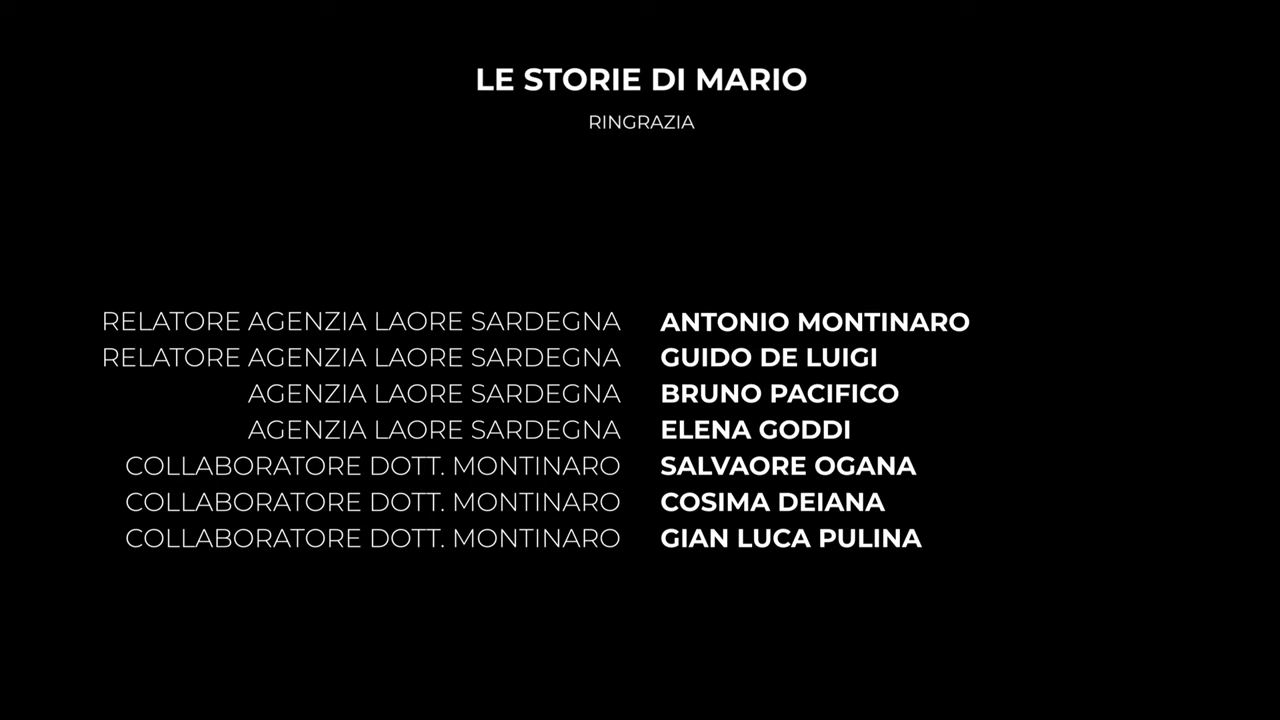 LE STORIE DI MARIO
RINGRAZIA
RELATORE AGENZIA LAORE SARDEGNA ANTONIO MONTINARO
RELATORE AGENZIA LAORE SARDEGNA GUIDO DE LUIGI
AGENZIA LAORE SARDEGNA BRUNO PACIFICO
AGENZIA LAORE SARDEGNA ELENA GODDI
COLLABORATORE DOTT. MONTINARO SALVAORE OGANA
COLLABORATORE DOTT. MONTINARO COSIMA DEIANA
COLLABORATORE DOTT. MONTINARO GIAN LUCA PULINA